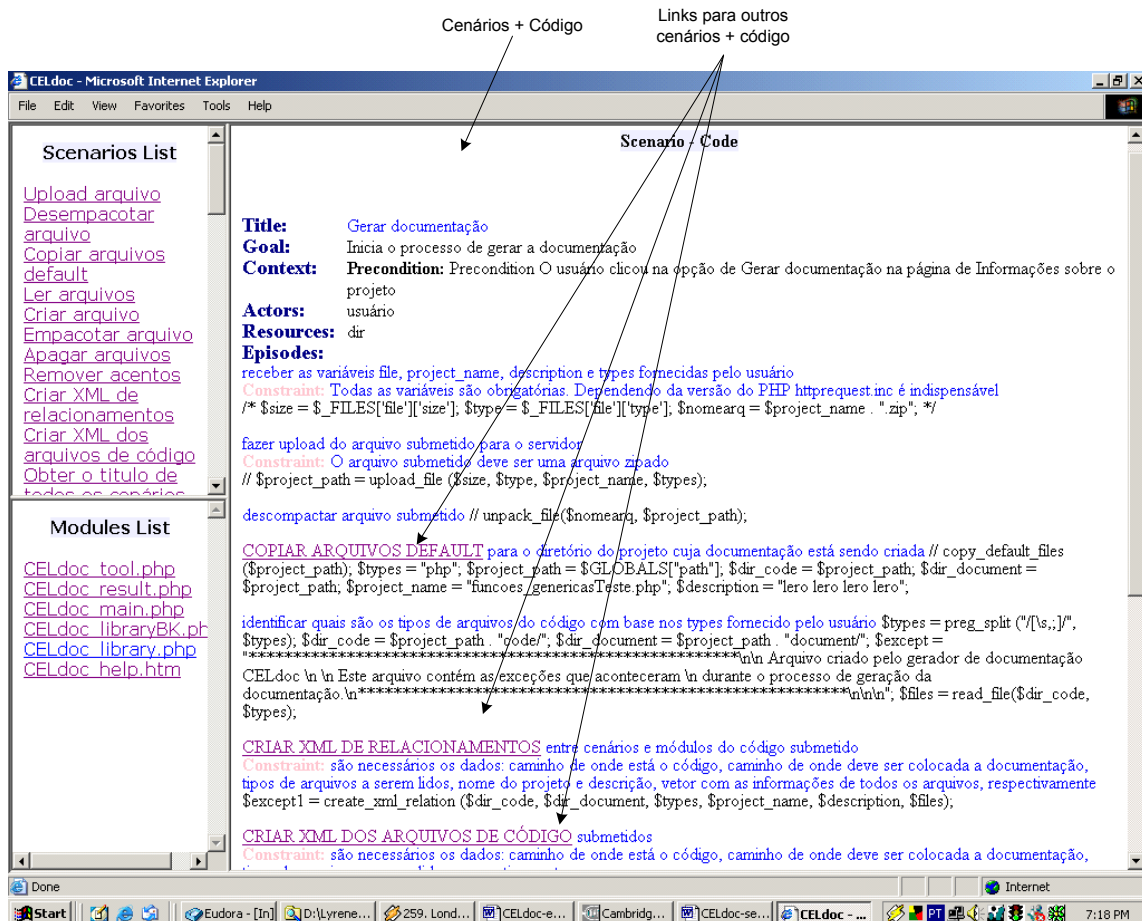 Cenários + Código
Links para outros
cenários + código
CELdoc - Microsoft Internet Explorer
File Edit View Favorites Tools Help
Scenarios List
Upload arquivo
Desempacotar
arquivo
Copiar arquivos
default
Ler arquivos
Criar arquivo
Empacotar arquivo
Apagar arquivos
Remover acentos
Criar XML de
relacionamentos
Criar XML dos
arquivos de código
Obter o titulo de
todos os cenários
Modules List
CELdoc_tool.php
CELdoc_result.php
CELdoc_main.php
CELdoc_libraryBK.ph
CELdoc_library.php
CELdoc_help.htm
Scenario - Code
Title: Gerar documentação
Goal: Inicia o processo de gerar a documentação
Context: Precondition: Precondition O usuário clicou na opção de Gerar documentação na página de Informações sobre o
projeto
Actors: usuário
Resources: dir
Episodes:
receber as variáveis file, project_name, description e types fornecidas pelo usuário
Constraint: Todas as variáveis são obrigatórias. Dependendo da versão do PHP httprequest.inc é indispensável
/* $size = $_FILES['file']['size']; $type = $_FILES['file']['type']; $nomearq = $project_name . ".zip"; */
fazer upload do arquivo submetido para o servidor
Constraint: O arquivo submetido deve ser uma arquivo zipado
// $project_path = upload_file ($size, $type, $project_name, $types);
descompactar arquivo submetido // unpack_file($nomearq, $project_path);
COPIAR ARQUIVOS DEFAULT para o diretório do projeto cuja documentação está sendo criada // copy_default_files
($project_path); $types = "php"; $project_path = $GLOBALS["path"]; $dir_code = $project_path; $dir_document =
$project_path; $project_name = "funcoes_genericasTeste.php"; $description = "lero lero lero lero";
identificar quais são os tipos de arquivos do código com base nos types fornecido pelo usuário $types = preg_split ("/[\s,;]/",
$types); $dir_code = $project_path . "code/"; $dir_document = $project_path . "document/"; $except =
"******************************************************\n\n Arquivo criado pelo gerador de documentação
CELdoc \n \n Este arquivo contém as exceções que aconteceram \n durante o processo de geração da
documentação.\n******************************************************\n\n\n"; $files = read_file($dir_code,
$types);
CRIAR XML DE RELACIONAMENTOS entre cenários e módulos do código submetido
Constraint: são necessários os dados: caminho de onde está o código, caminho de onde deve ser colocada a documentação,
tipos de arquivos a serem lidos, nome do projeto e descrição, vetor com as informações de todos os arquivos, respectivamente
$except1 = create_xml_relation ($dir_code, $dir_document, $types, $project_name, $description, $files);
CRIAR XML DOS ARQUIVOS DE CÓDIGO submetidos
Constraint: são necessários os dados: caminho de onde está o código, caminho de onde deve ser colocada a documentação,
Done Internet
Start Eudora - [In] D:\Lyrene... 259. Lond... CELdoc-e... Cambridg... CELdoc-se... CELdoc - ... PT 7:18 PM